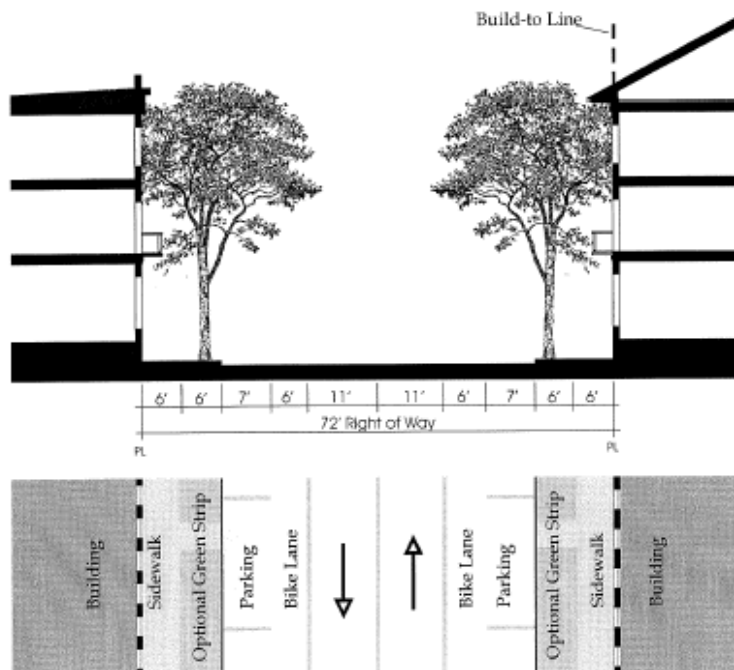 Build-to Line
6' 6' 7' 6' 11' 11' 6' 7' 6' 6'
72' Right of Way
PL PL
Building
Sidewalk
Optional Green Strip
Parking
Bike Lane
Bike Lane
Parking
Optional Green Strip
Sidewalk
Building